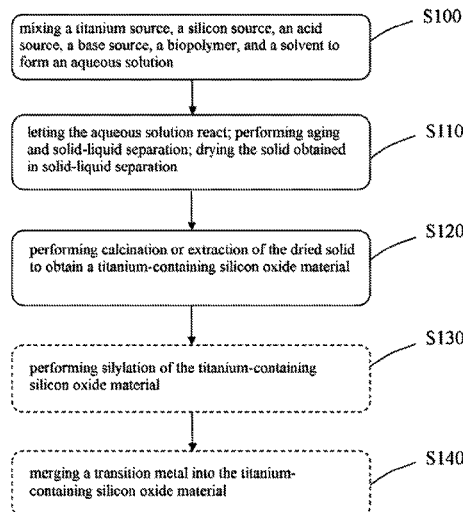 S100
mixing a titanium source, a silicon source, an acid
source, a base source, a biopolymer, and a solvent to
form an aqueous solution
S110
letting the aqueous solution react; performing aging
and solid-liquid separation; drying the solid obtained
in solid-liquid separation
S120
performing calcination or extraction of the dried solid
to obtain a titanium-containing silicon oxide material
S130
performing silylation of the titanium-containing
silicon oxide material
S140
merging a transition metal into the titanium-
containing silicon oxide material